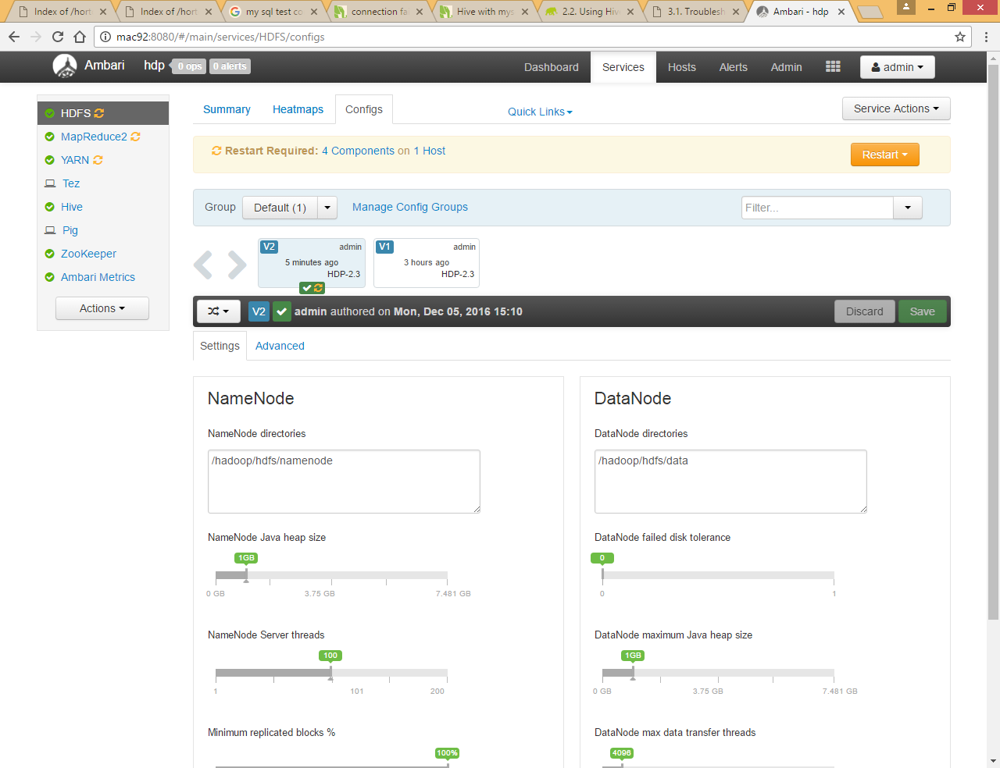 Index of /hort
Index of /hort
my sql test co
connection fai
Hive with mys
2.2. Using Hiv
3.1. Troublesh
Ambari - hdp
mac92:8080/#/main/services/HDFS/configs
Ambari
hdp
0 ops
0 alerts
Dashboard
Services
Hosts
Alerts
Admin
admin
HDFS
MapReduce2
YARN
Tez
Hive
Pig
ZooKeeper
Ambari Metrics
Actions
Summary
Heatmaps
Configs
Quick Links
Service Actions
Restart Required: 4 Components on 1 Host
Restart
Group
Default (1)
Manage Config Groups
Filter...
V2
admin
5 minutes ago
HDP-2.3
V1
admin
3 hours ago
HDP-2.3
V2
admin authored on Mon, Dec 05, 2016 15:10
Discard
Save
Settings
Advanced
NameNode
NameNode directories
/hadoop/hdfs/namenode
NameNode Java heap size
1GB
0 GB
3.75 GB
7.481 GB
NameNode Server threads
100
1
101
200
Minimum replicated blocks %
100%
DataNode
DataNode directories
/hadoop/hdfs/data
DataNode failed disk tolerance
0
0
1
DataNode maximum Java heap size
1GB
0 GB
3.75 GB
7.481 GB
DataNode max data transfer threads
4096